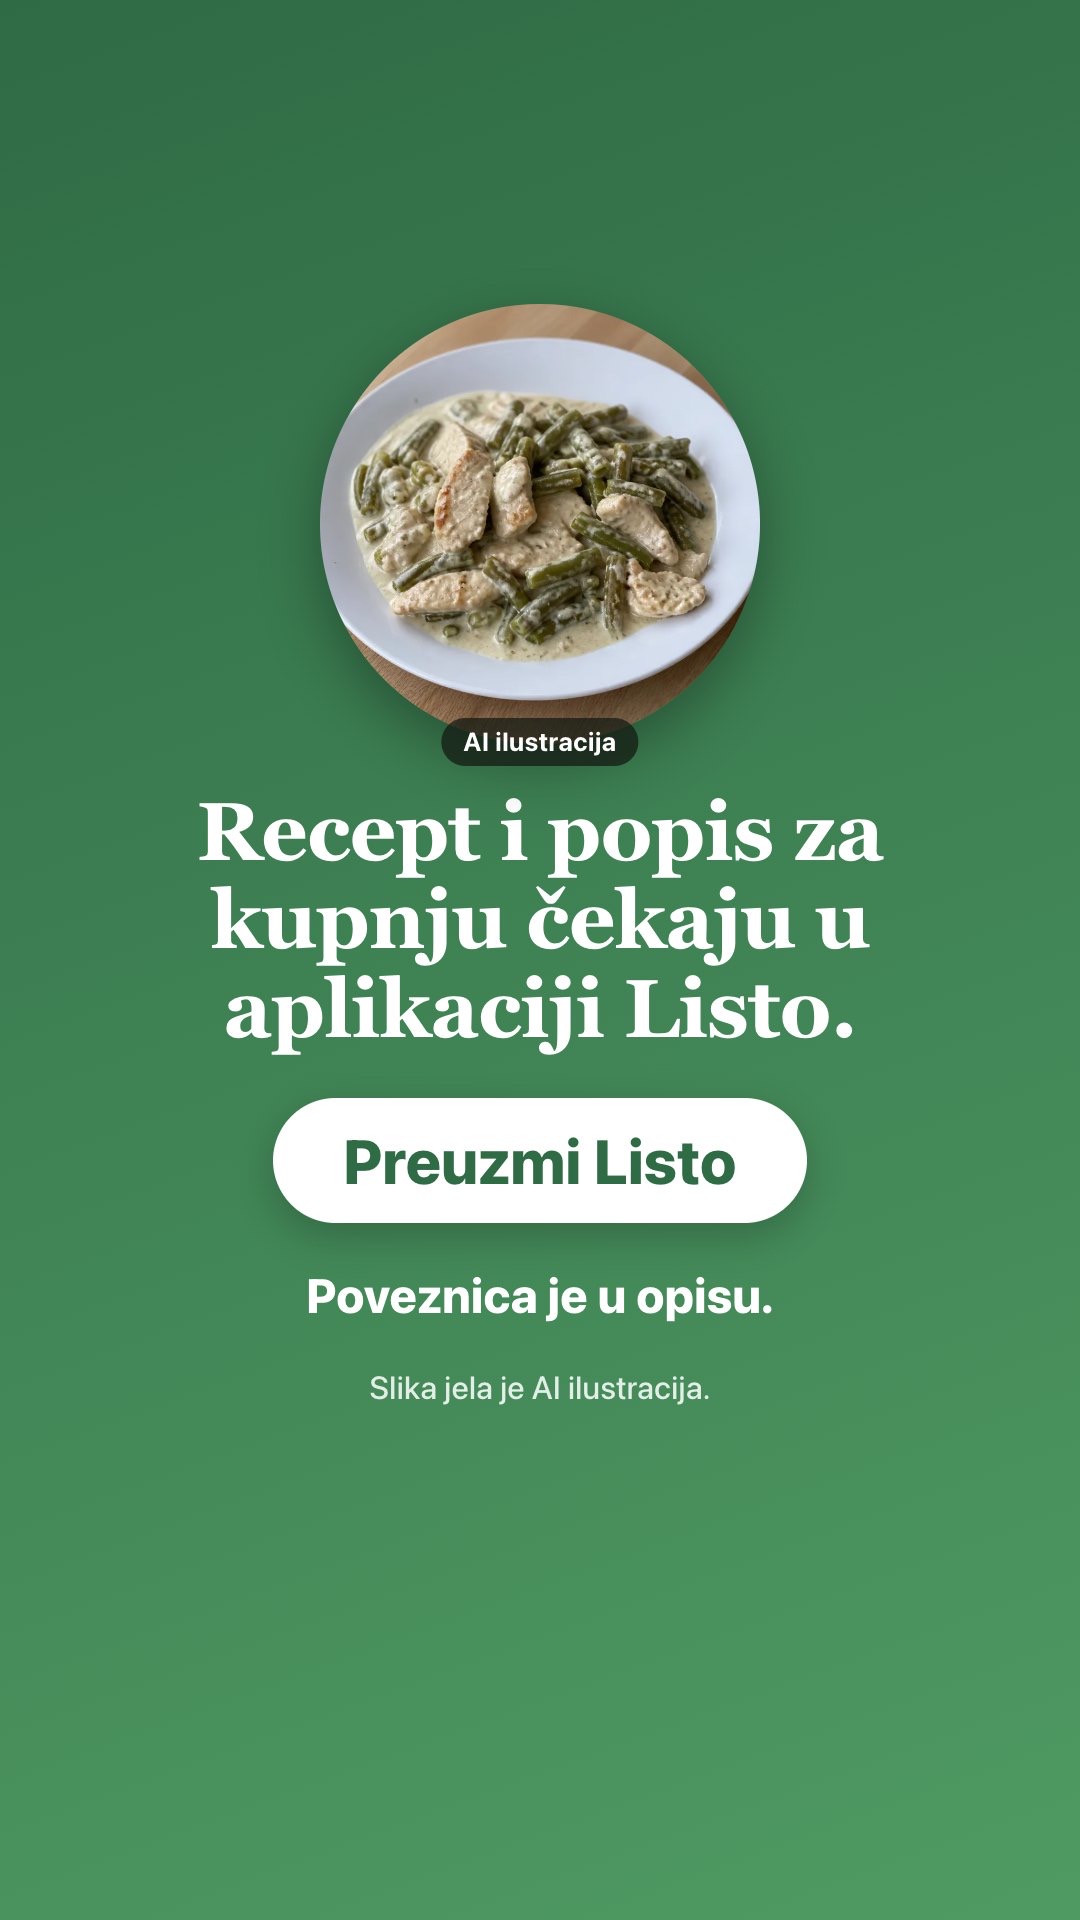 AI ilustracija
Recept i popis za
kupnju čekaju u
aplikaciji Listo.
Preuzmi Listo
Poveznica je u opisu.
Slika jela je AI ilustracija.